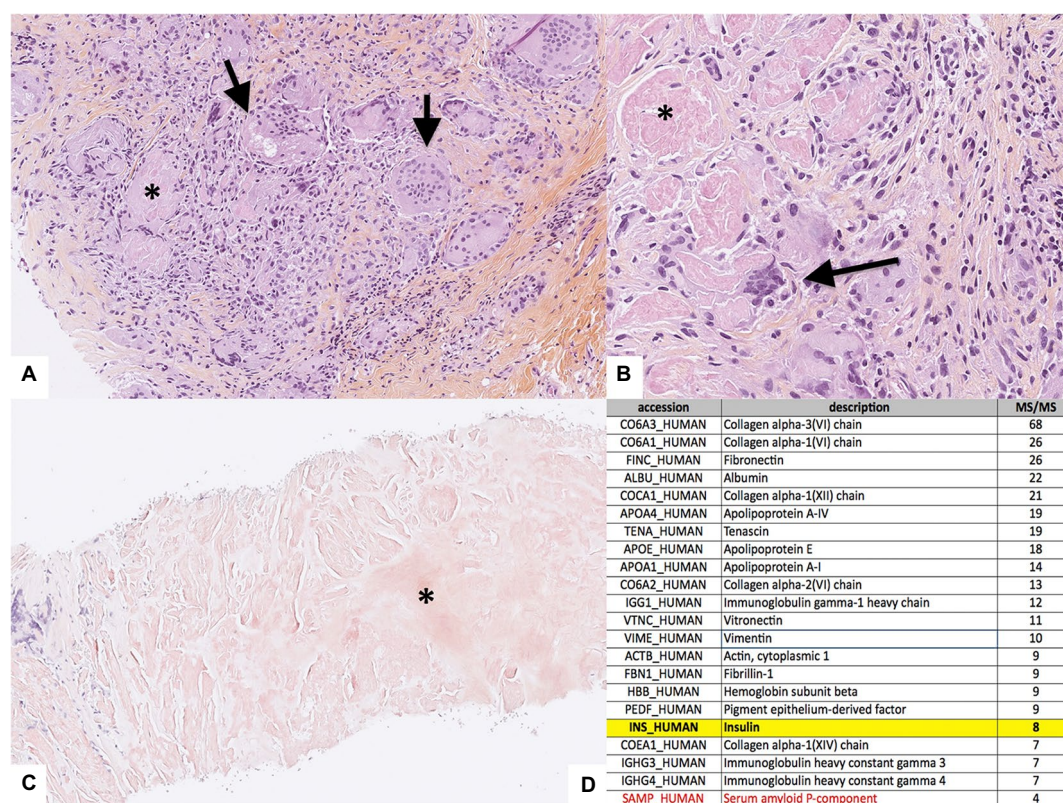 *
A
*
B
*
C
D
accession description MS/MS
CO6A3_HUMAN Collagen alpha-3(VI) chain 68
CO6A1_HUMAN Collagen alpha-1(VI) chain 26
FINC_HUMAN Fibronectin 26
ALBU_HUMAN Albumin 22
COCA1_HUMAN Collagen alpha-1(XII) chain 21
APOA4_HUMAN Apolipoprotein A-IV 19
TENA_HUMAN Tenascin 19
APOE_HUMAN Apolipoprotein E 18
APOA1_HUMAN Apolipoprotein A-I 14
CO6A2_HUMAN Collagen alpha-2(VI) chain 13
IGG1_HUMAN Immunoglobulin gamma-1 heavy chain 12
VTNC_HUMAN Vitronectin 11
VIME_HUMAN Vimentin 10
ACTB_HUMAN Actin, cytoplasmic 1 9
FBN1_HUMAN Fibrillin-1 9
HBB_HUMAN Hemoglobin subunit beta 9
PEDF_HUMAN Pigment epithelium-derived factor 9
INS_HUMAN Insulin 8
COEA1_HUMAN Collagen alpha-1(XIV) chain 7
IGHG3_HUMAN Immunoglobulin heavy constant gamma 3 7
IGHG4_HUMAN Immunoglobulin heavy constant gamma 4 7
SAMP_HUMAN Serum amyloid P-component 4